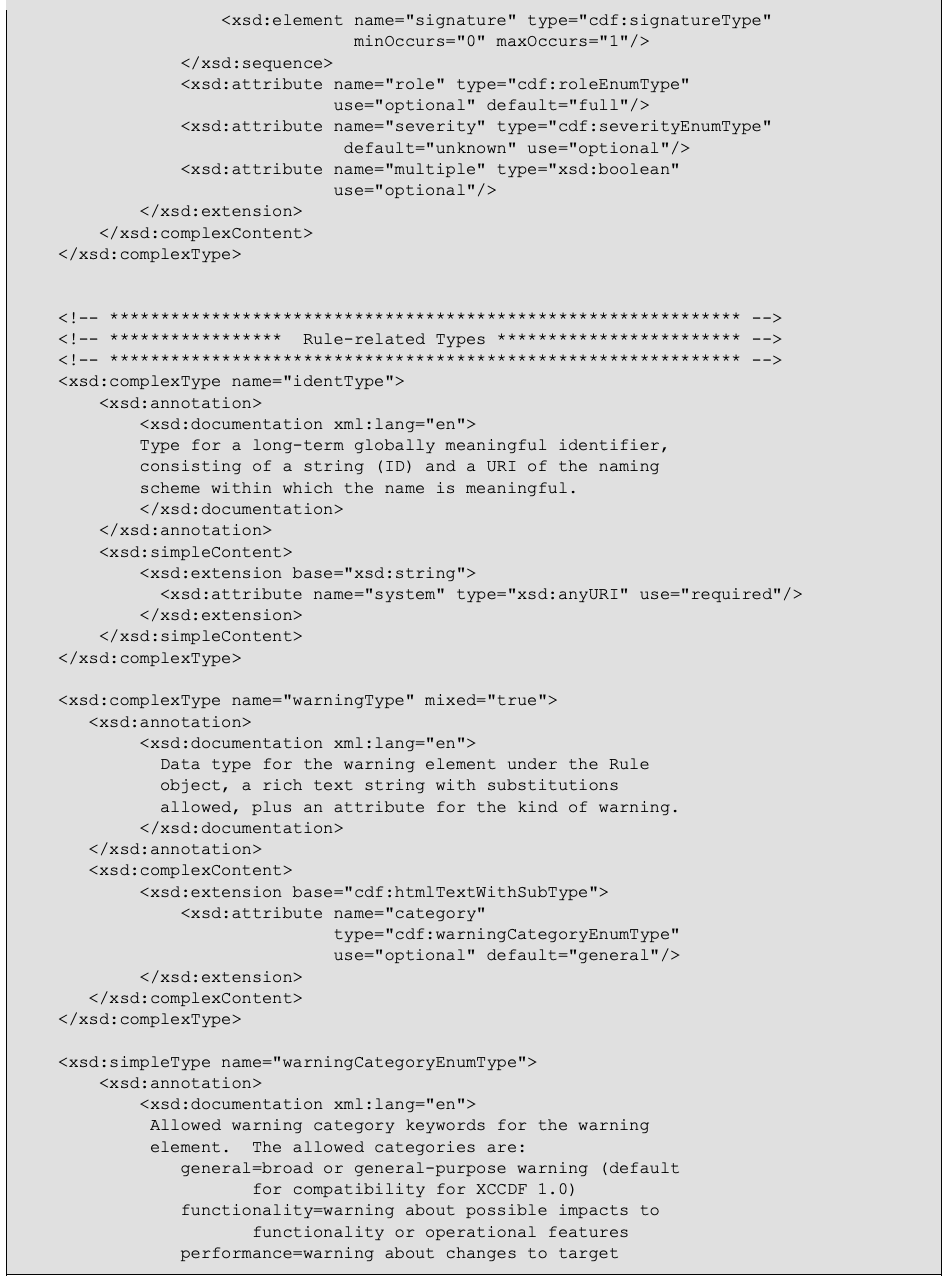 <xsd:element name="signature" type="cdf:signatureType"
minOccurs="0" maxOccurs="1"/>
</xsd:sequence>
<xsd:attribute name="role" type="cdf:roleEnumType"
use="optional" default="full"/>
<xsd:attribute name="severity" type="cdf:severityEnumType"
default="unknown" use="optional"/>
<xsd:attribute name="multiple" type="xsd:boolean"
use="optional"/>
</xsd:extension>
</xsd:complexContent>
</xsd:complexType>
<!-- ************************************************************** -->
<!-- *****************  Rule-related Types ************************ -->
<!-- ************************************************************** -->
<xsd:complexType name="identType">
<xsd:annotation>
<xsd:documentation xml:lang="en">
Type for a long-term globally meaningful identifier,
consisting of a string (ID) and a URI of the naming
scheme within which the name is meaningful.
</xsd:documentation>
</xsd:annotation>
<xsd:simpleContent>
<xsd:extension base="xsd:string">
<xsd:attribute name="system" type="xsd:anyURI" use="required"/>
</xsd:extension>
</xsd:simpleContent>
</xsd:complexType>
<xsd:complexType name="warningType" mixed="true">
<xsd:annotation>
<xsd:documentation xml:lang="en">
Data type for the warning element under the Rule
object, a rich text string with substitutions
allowed, plus an attribute for the kind of warning.
</xsd:documentation>
</xsd:annotation>
<xsd:complexContent>
<xsd:extension base="cdf:htmlTextWithSubType">
<xsd:attribute name="category"
type="cdf:warningCategoryEnumType"
use="optional" default="general"/>
</xsd:extension>
</xsd:complexContent>
</xsd:complexType>
<xsd:simpleType name="warningCategoryEnumType">
<xsd:annotation>
<xsd:documentation xml:lang="en">
Allowed warning category keywords for the warning
element.  The allowed categories are:
general=broad or general-purpose warning (default
for compatibility for XCCDF 1.0)
functionality=warning about possible impacts to
functionality or operational features
performance=warning about changes to target